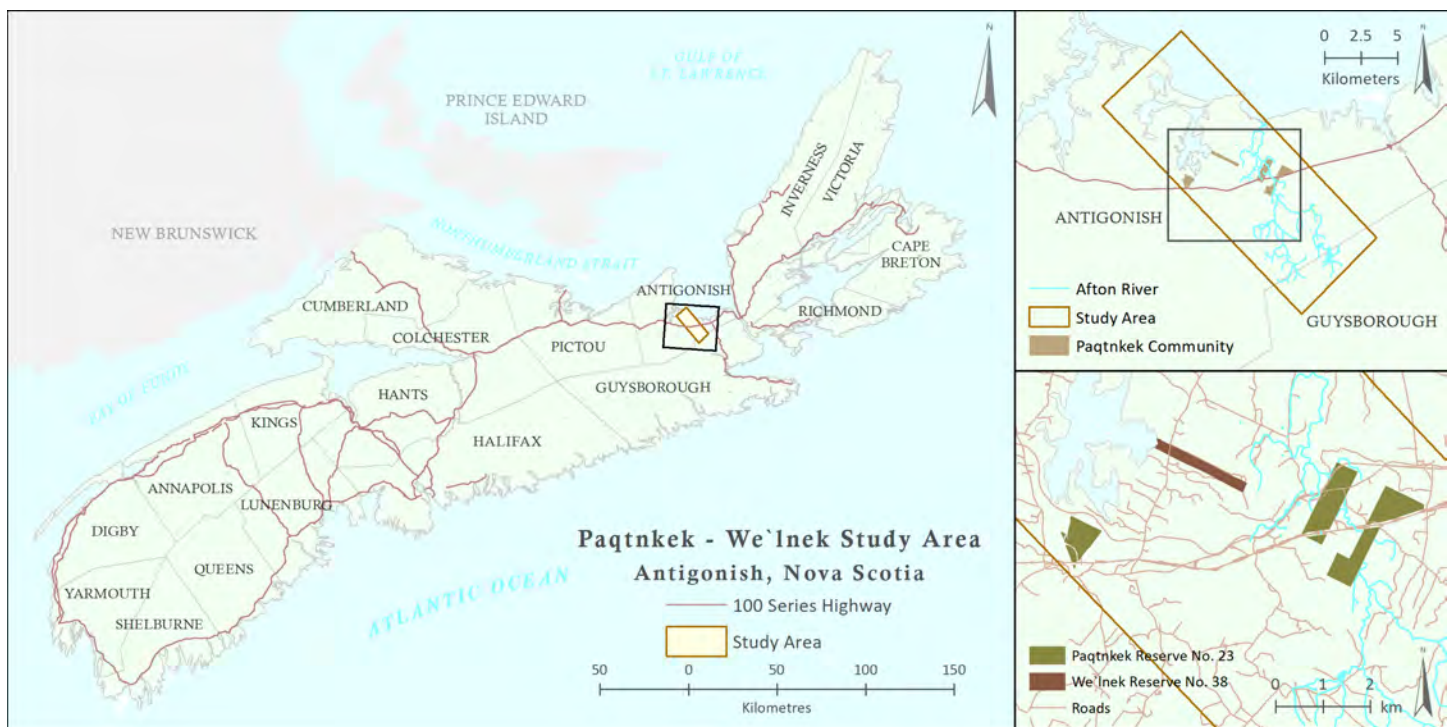 GULF OF
ST. LAWRENCE
PRINCE EDWARD
ISLAND
NEW BRUNSWICK
NORTHUMBERLAND STRAIT
INVERNESS
VICTORIA
CAPE
BRETON
RICHMOND
ANTIGONISH
CUMBERLAND
COLCHESTER
PICTOU
GUYSBOROUGH
BAY OF FUNDY
HANTS
KINGS
HALIFAX
ANNAPOLIS
LUNENBURG
DIGBY
QUEENS
YARMOUTH
SHELBURNE
ATLANTIC OCEAN
N
Paqtnkek - We`lnek Study Area
Antigonish, Nova Scotia
100 Series Highway
Study Area
50 0 50 100 150
Kilometres
N
0 2.5 5
Kilometers
ANTIGONISH
GUYSBOROUGH
Afton River
Study Area
Paqtnkek Community
Paqtnkek Reserve No. 23
We`lnek Reserve No. 38
Roads
N
0 1 2
km